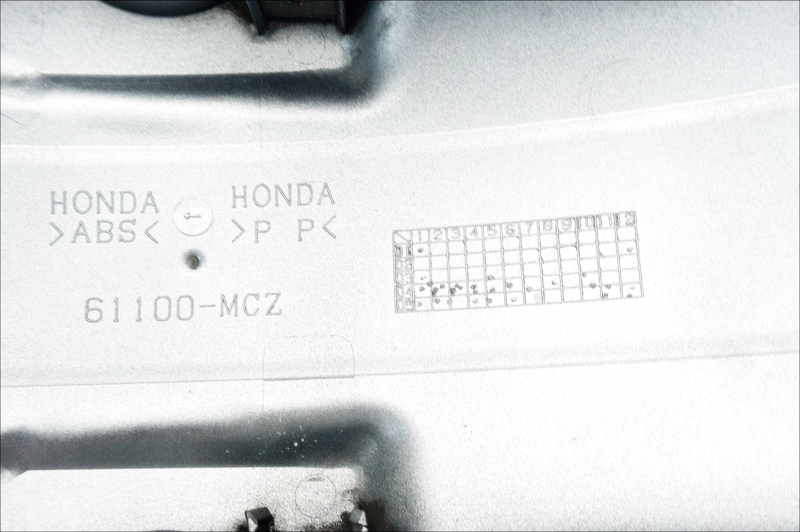 HONDA
>ABS<
HONDA
>P P<
61100-MCZ
1 2 3 4 5 6 7 8 9 10 11 12